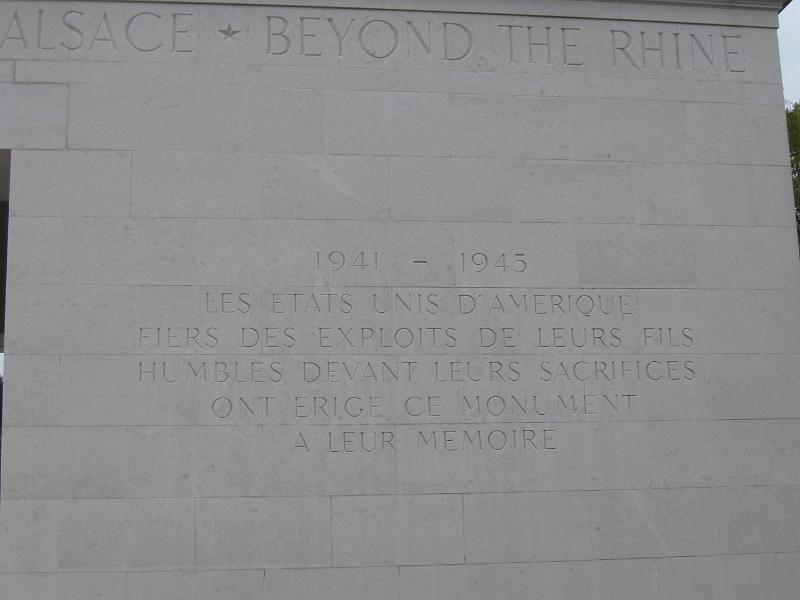 ALSACE ★ BEYOND THE RHINE
1941 – 1945
LES ETATS UNIS D'AMERIQUE
FIERS DES EXPLOITS DE LEURS FILS
HUMBLES DEVANT LEURS SACRIFICES
ONT ERIGE CE MONUMENT
A LEUR MEMOIRE